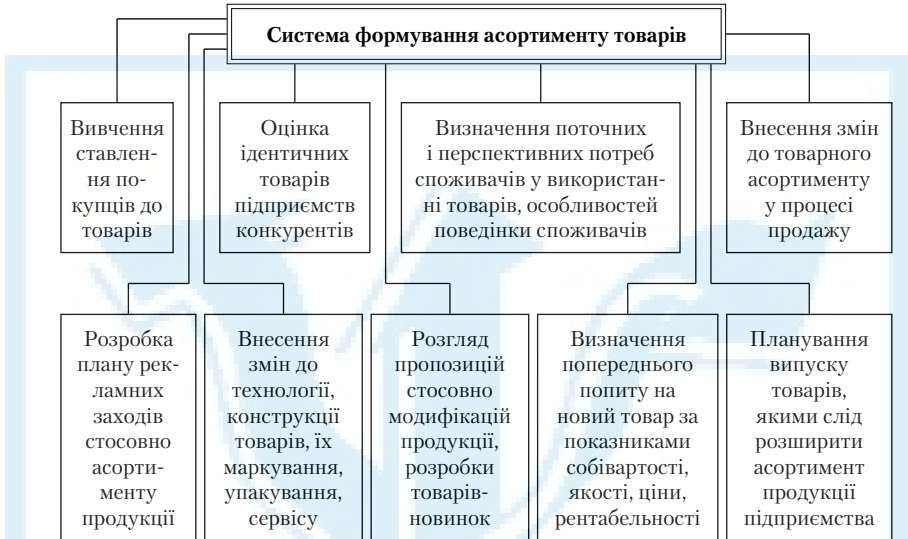 Система формування асортименту товарів
Вивчення
ставлен-
ня по-
купців до
товарів
Оцінка
ідентичних
товарів
підприємств
конкурентів
Визначення поточних
і перспективних потреб
споживачів у використан-
ні товарів, особливостей
поведінки споживачів
Внесення змін
до товарного
асортименту
у процесі
продажу
Розробка
плану рек-
ламних
заходів
стосовно
асорти-
менту
продукції
Внесення
змін до
технології,
конструкції
товарів, їх
маркування,
упакування,
сервісу
Розгляд
пропозицій
стосовно
модифікацій
продукції,
розробки
товарів-
новинок
Визначення
попереднього
попиту на
новий товар за
показниками
собівартості,
якості, ціни,
рентабельності
Планування
випуску
товарів,
якими слід
розширити
асортимент
продукції
підприємства